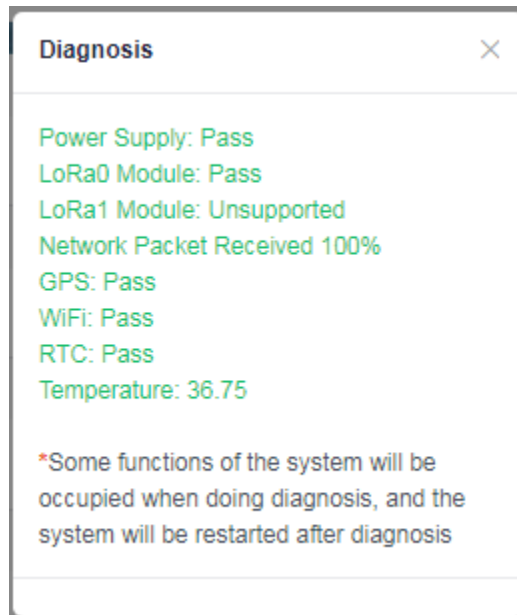 Diagnosis
Power Supply: Pass
LoRa0 Module: Pass
LoRa1 Module: Unsupported
Network Packet Received 100%
GPS: Pass
WiFi: Pass
RTC: Pass
Temperature: 36.75
*Some functions of the system will be
occupied when doing diagnosis, and the
system will be restarted after diagnosis